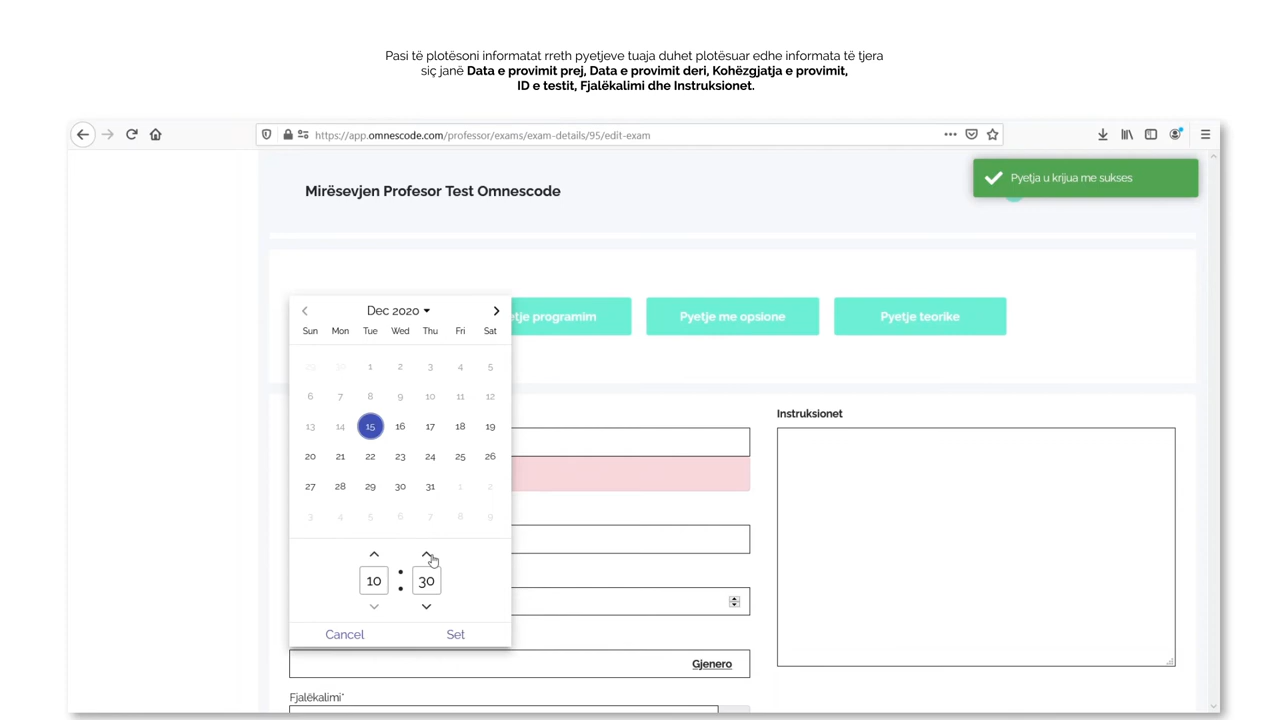 Pasi të plotësoni informatat rreth pyetjeve tuaja duhet plotësuar edhe informata të tjera
siç janë Data e provimit prej, Data e provimit deri, Kohëzgjatja e provimit,
ID e testit, Fjalëkalimi dhe Instruksionet.
https://app.omnescode.com/professor/exams/exam-details/95/edit-exam
Pyetja u krijua me sukses
Mirësevjen Profesor Test Omnescode
Dec 2020
etje programim
Pyetje me opsione
Pyetje teorike
Sun Mon Tue Wed Thu Fri Sat
29 30 1 2 3 4 5
6 7 8 9 10 11 12
13 14 15 16 17 18 19
20 21 22 23 24 25 26
27 28 29 30 31 1 2
3 4 5 6 7 8 9
Instruksionet
10 : 30
Cancel Set
Gjenero
Fjalëkalimi*